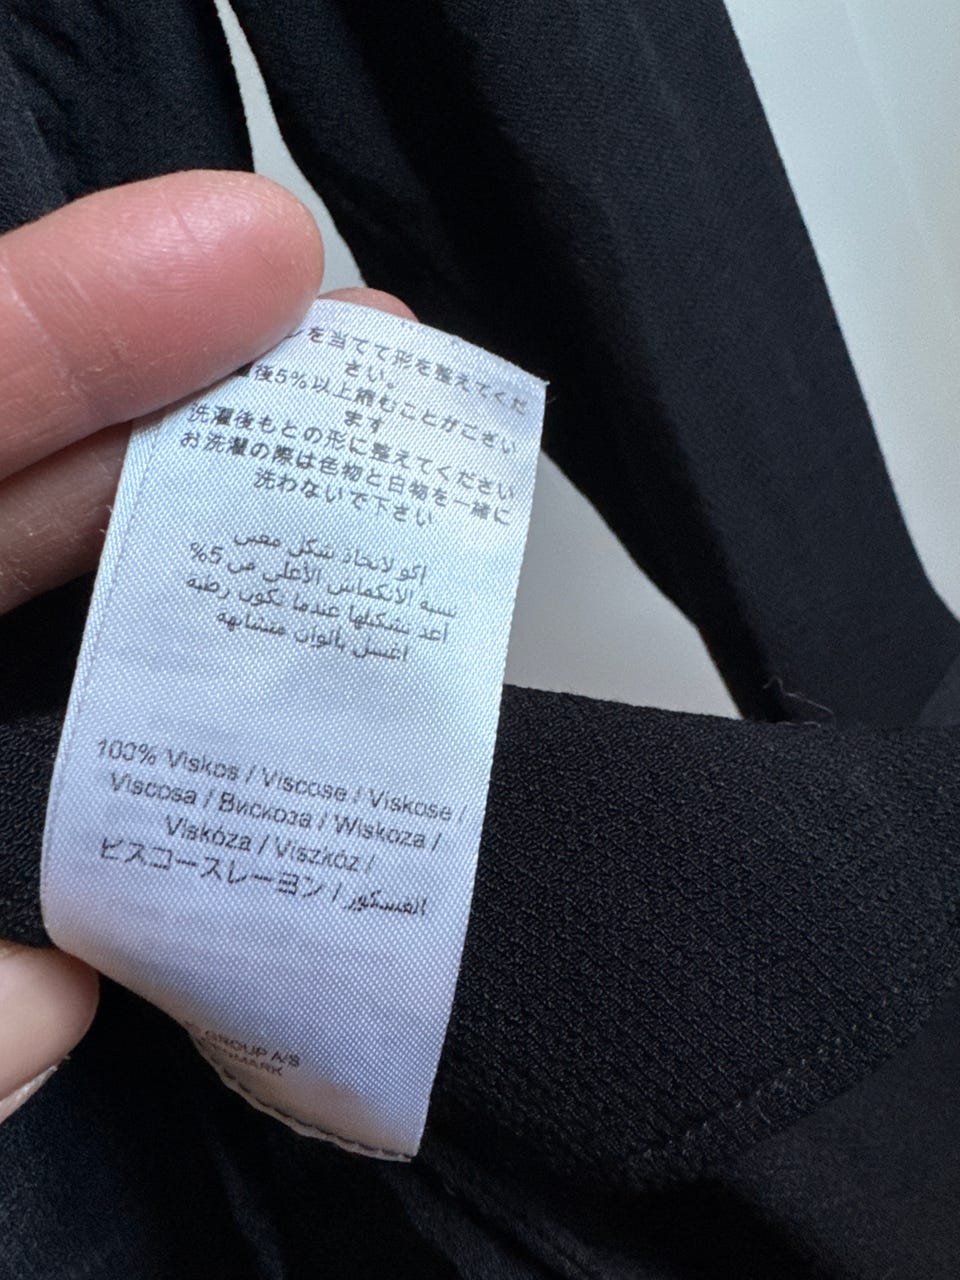 を当てて形を整えてくだ
さい。
後5%以上縮むことがござい
ます
洗濯後もとの形に整えてください
お洗濯の際は色物と白物を一緒に
洗わないで下さい
إكو لاتخاذ شكل معين
نسبة الانكماش الأعلى من 5%
أعد تشكيلها عندما تكون رطبة
اغسل بألوان متشابهة
100% Viskos / Viscose / Viskose /
Viscosa / Вискоза / Wiskoza /
Viskóza / Viszkóz /
ビスコースレーヨン / الفسكوز
GROUP A/S